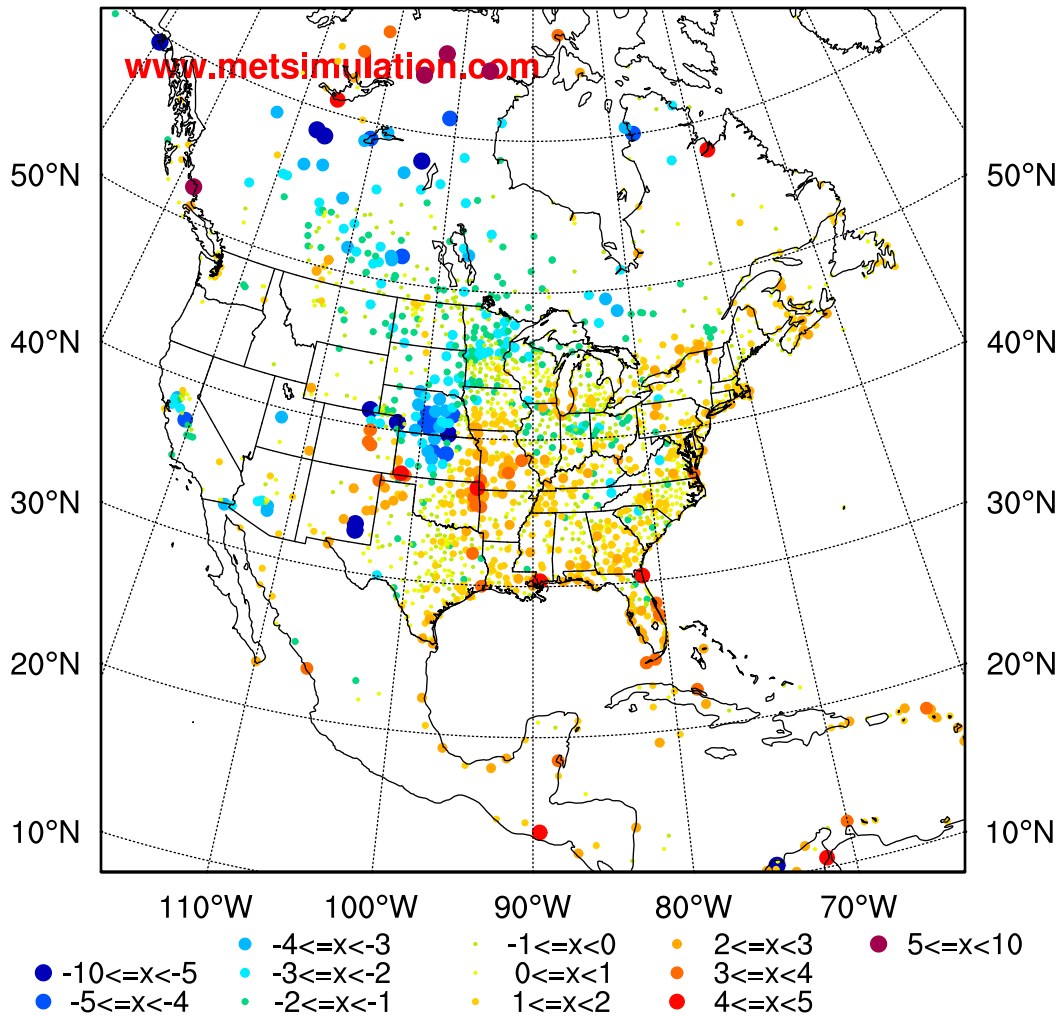 www.metsimulation.com
50°N 50°N
40°N 40°N
30°N 30°N
20°N 20°N
10°N 10°N
110°W 100°W 90°W 80°W 70°W
-4<=x<-3 -1<=x<0 2<=x<3 5<=x<10
-10<=x<-5 -3<=x<-2 0<=x<1 3<=x<4
-5<=x<-4 -2<=x<-1 1<=x<2 4<=x<5